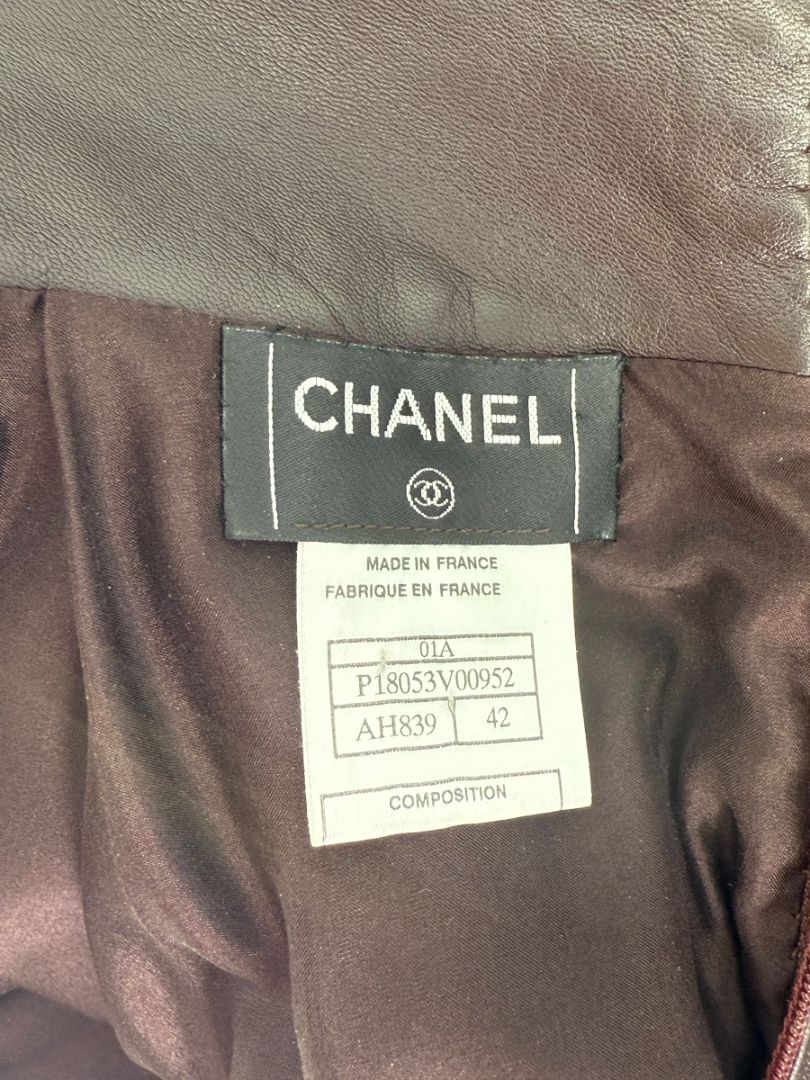 CHANEL
MADE IN FRANCE
FABRIQUE EN FRANCE
01A
P18053V00952
AH839 42
COMPOSITION